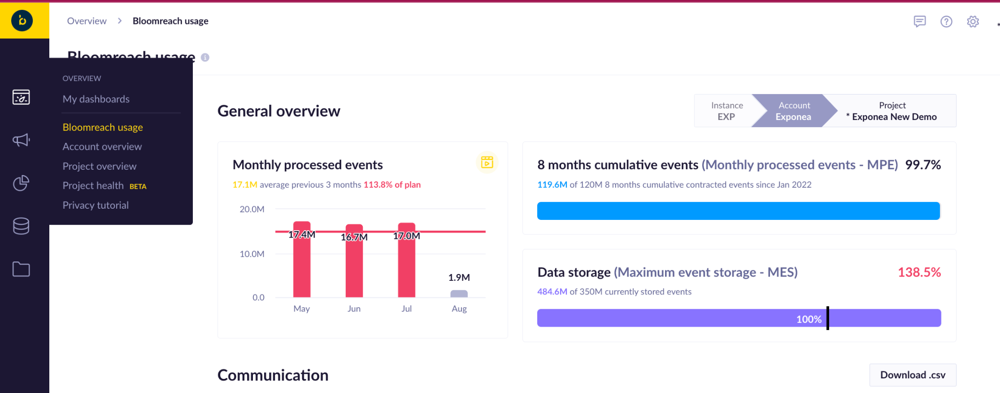 Overview > Bloomreach usage
Bloomreach usage
OVERVIEW
My dashboards
Bloomreach usage
Account overview
Project overview
Project health BETA
Privacy tutorial
General overview
Instance
EXP
Account
Exponea
Project
* Exponea New Demo
Monthly processed events
17.1M average previous 3 months 113.8% of plan
20.0M
10.0M
0.0
17.4M
16.7M
17.0M
1.9M
May
Jun
Jul
Aug
8 months cumulative events (Monthly processed events - MPE) 99.7%
119.6M of 120M 8 months cumulative contracted events since Jan 2022
Data storage (Maximum event storage - MES) 138.5%
484.6M of 350M currently stored events
100%
Communication
Download .csv